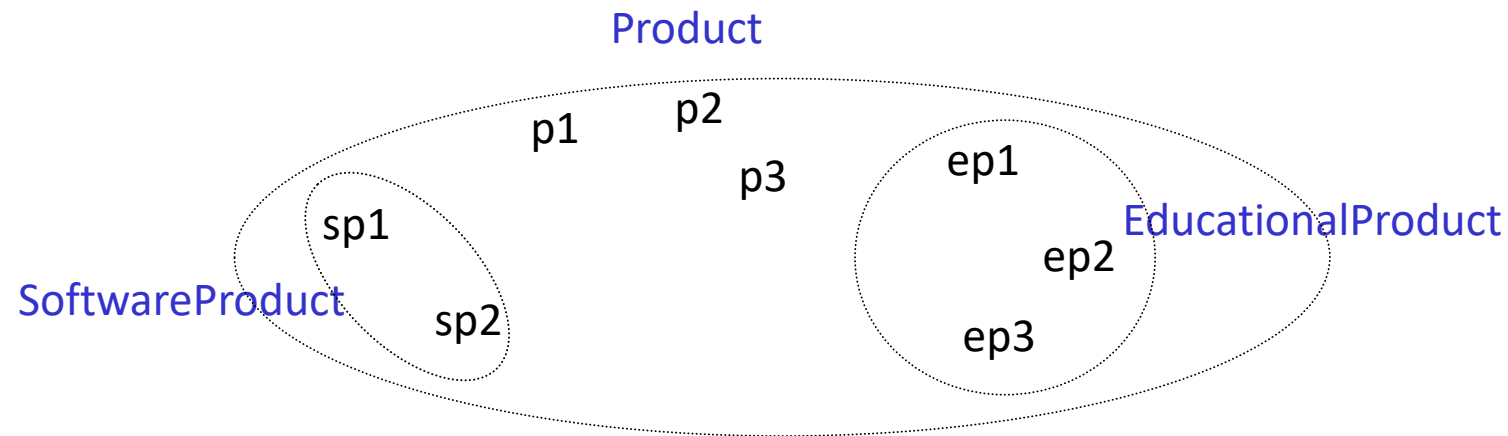 Product
p1
p2
p3
ep1
sp1
EducationalProduct
ep2
SoftwareProduct
sp2
ep3